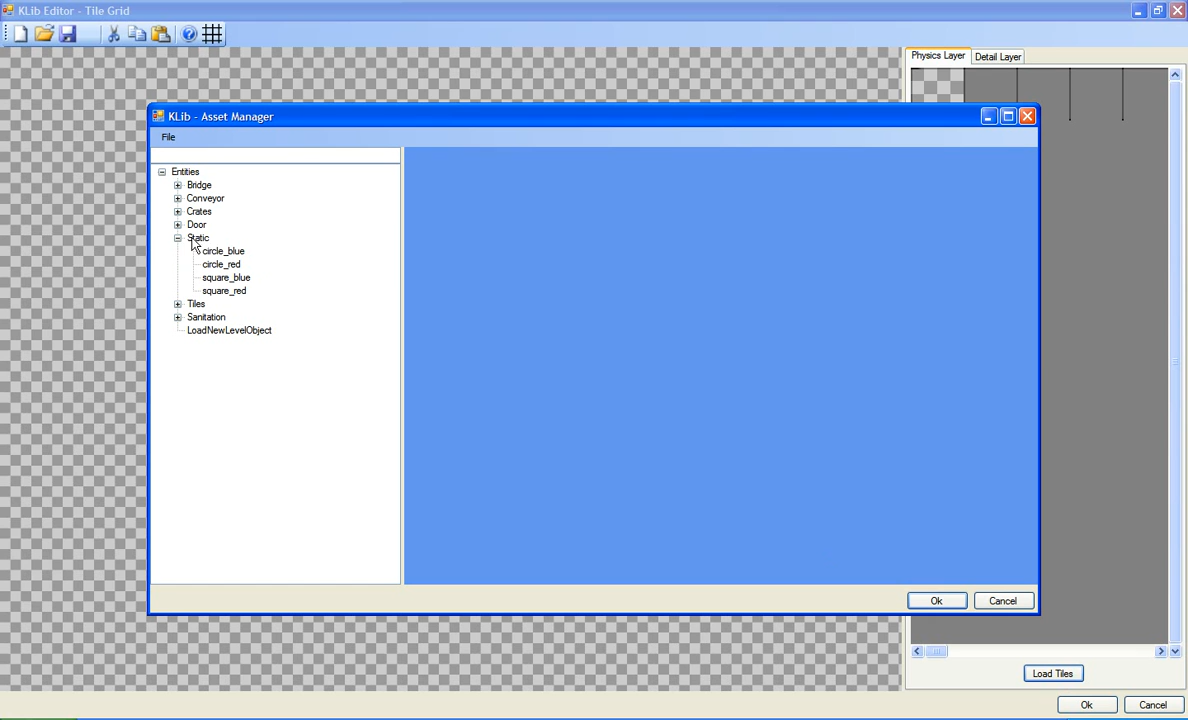 KLib Editor - Tile Grid
Physics Layer
Detail Layer
KLib - Asset Manager
File
Entities
Bridge
Conveyor
Crates
Door
Static
circle_blue
circle_red
square_blue
square_red
Tiles
Sanitation
LoadNewLevelObject
Ok
Cancel
Load Tiles
Ok
Cancel